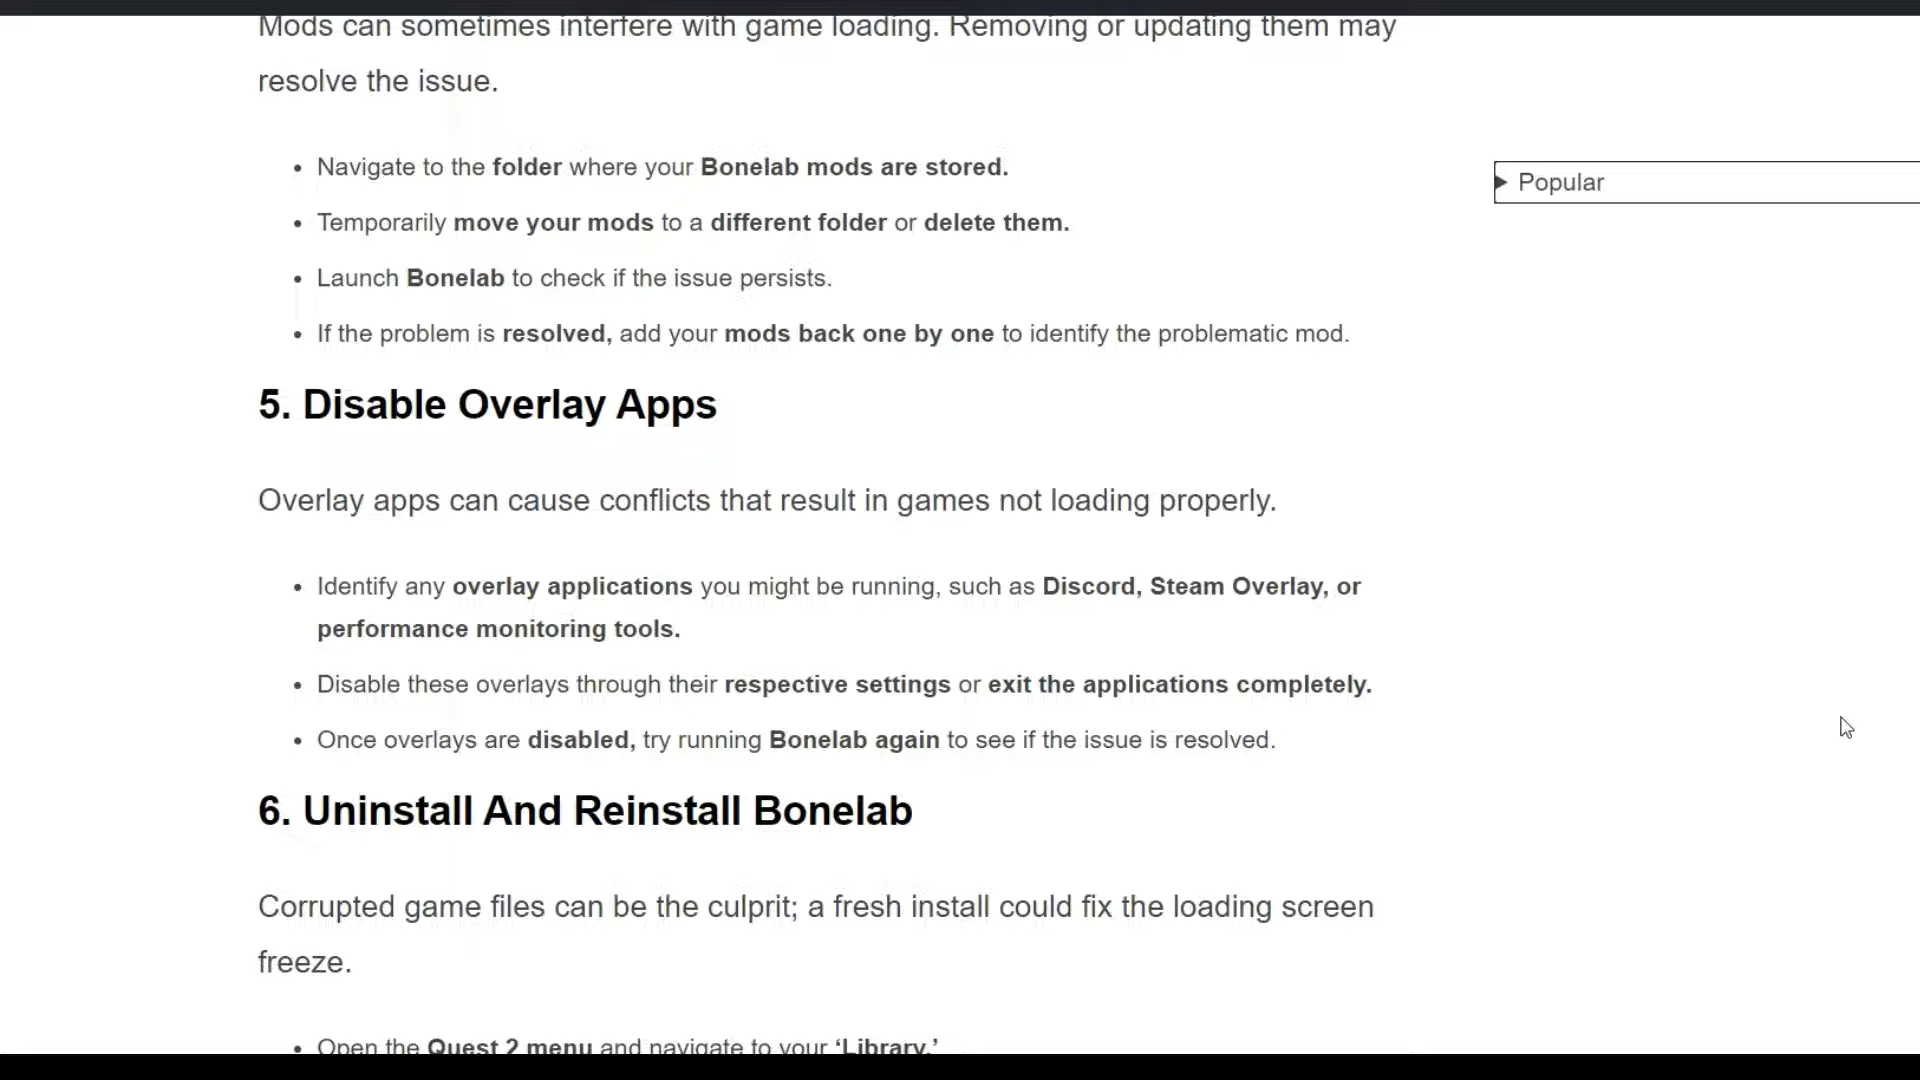 Mods can sometimes interfere with game loading. Removing or updating them may
resolve the issue.
Navigate to the folder where your Bonelab mods are stored.
Temporarily move your mods to a different folder or delete them.
Launch Bonelab to check if the issue persists.
If the problem is resolved, add your mods back one by one to identify the problematic mod.
Popular
5. Disable Overlay Apps
Overlay apps can cause conflicts that result in games not loading properly.
Identify any overlay applications you might be running, such as Discord, Steam Overlay, or
performance monitoring tools.
Disable these overlays through their respective settings or exit the applications completely.
Once overlays are disabled, try running Bonelab again to see if the issue is resolved.
6. Uninstall And Reinstall Bonelab
Corrupted game files can be the culprit; a fresh install could fix the loading screen
freeze.
Open the Quest 2 menu and navigate to your ‘Library.’